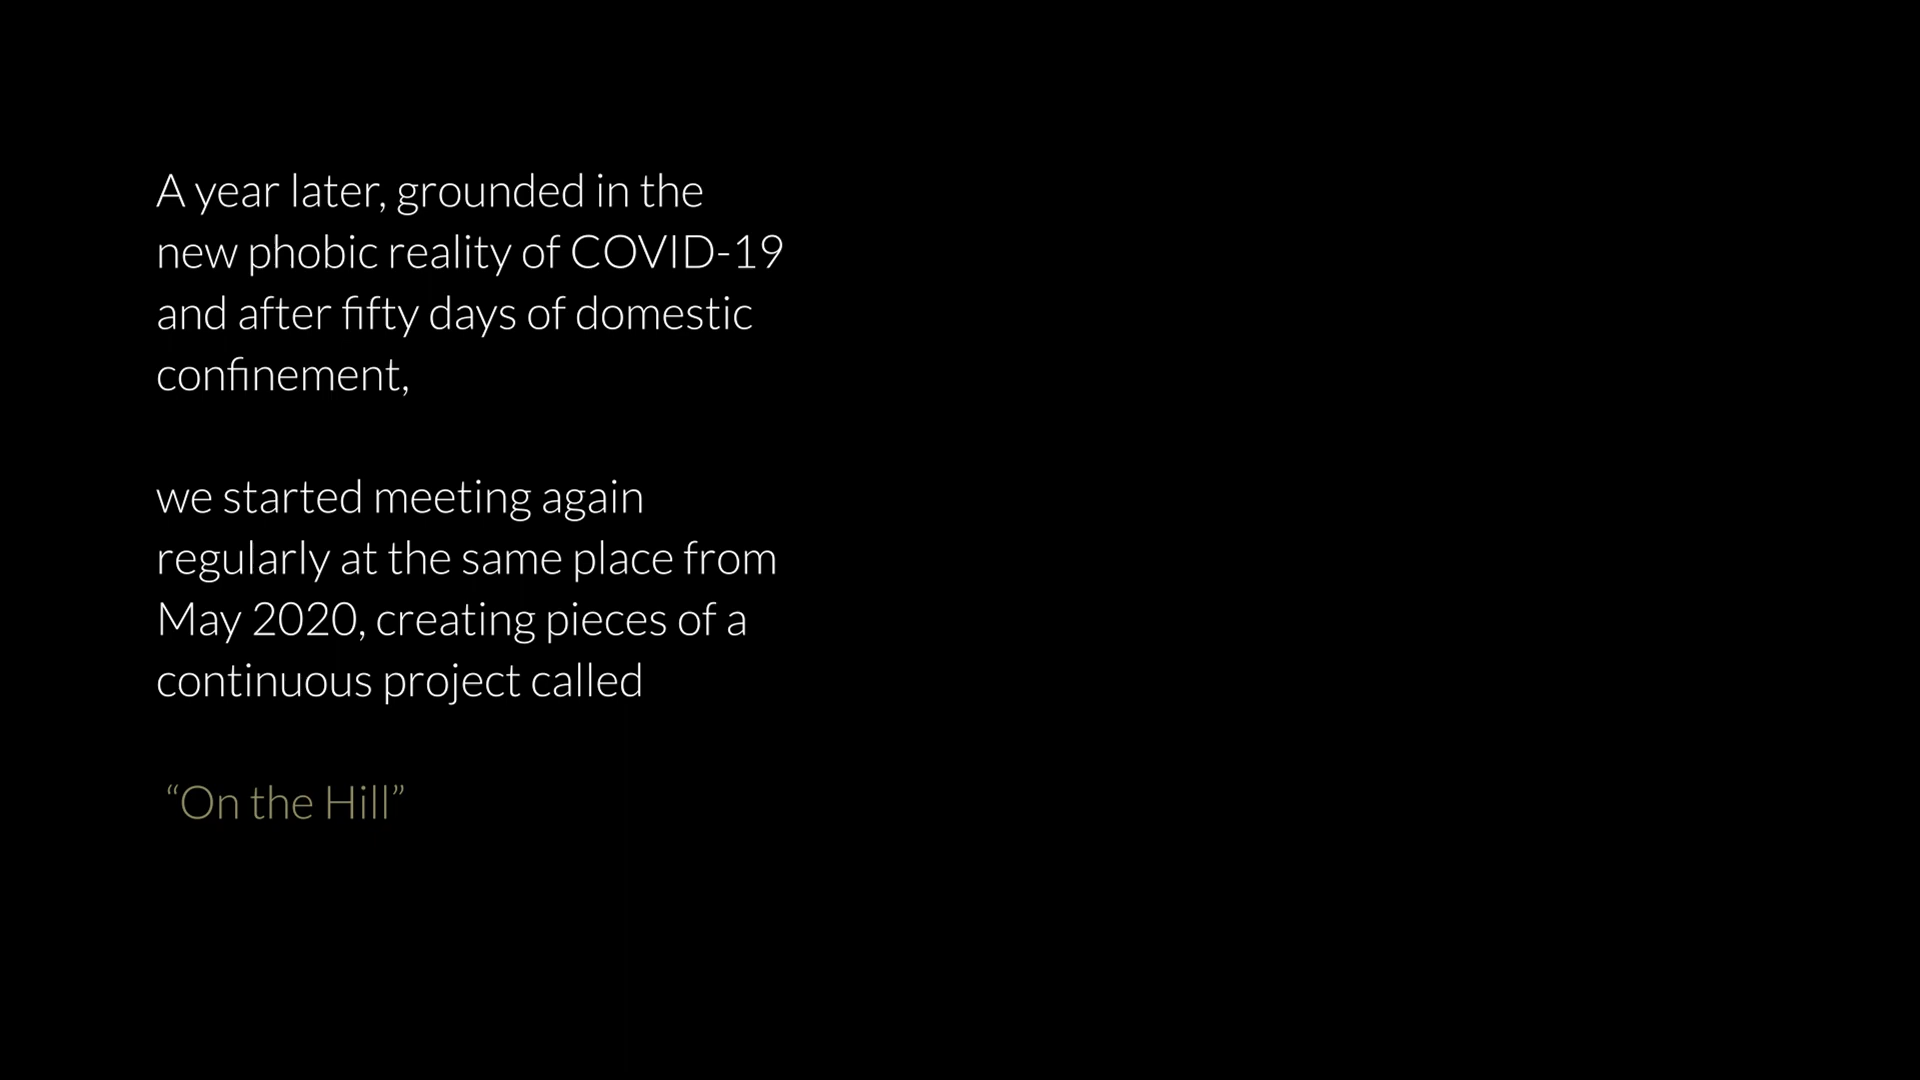 A year later, grounded in the
new phobic reality of COVID-19
and after fifty days of domestic
confinement,
we started meeting again
regularly at the same place from
May 2020, creating pieces of a
continuous project called
“On the Hill”